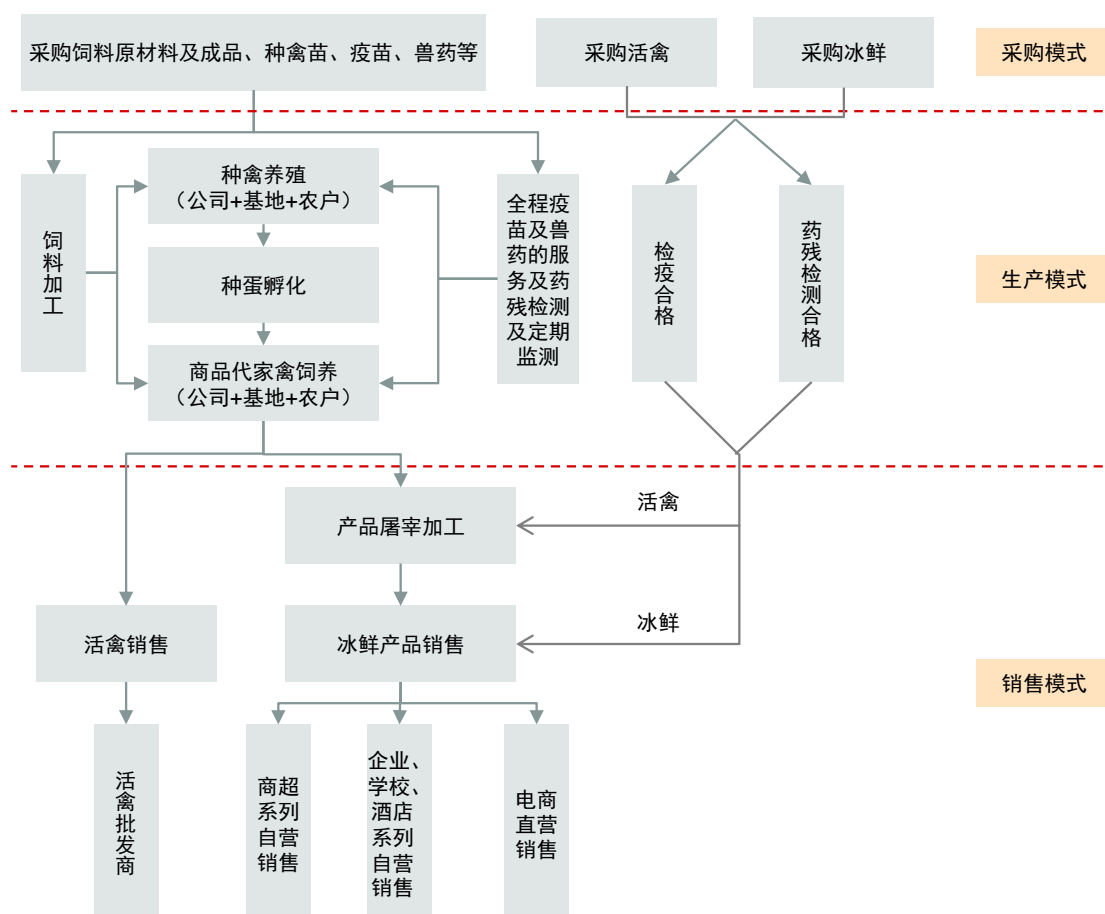 采购饲料原材料及成品、种禽苗、疫苗、兽药等
采购活禽
采购冰鲜
采购模式
种禽养殖
（公司+基地+农户）
饲料加工
种蛋孵化
商品代家禽饲养
（公司+基地+农户）
全程疫
苗及兽
药的服
务及药
残检测
及定期
监测
检疫合格
药残检测合格
生产模式
活禽
产品屠宰加工
冰鲜
活禽销售
冰鲜产品销售
销售模式
活禽批发商
商超
系列
自营
销售
企业、
学校、
酒店
系列
自营
销售
电商
直营
销售